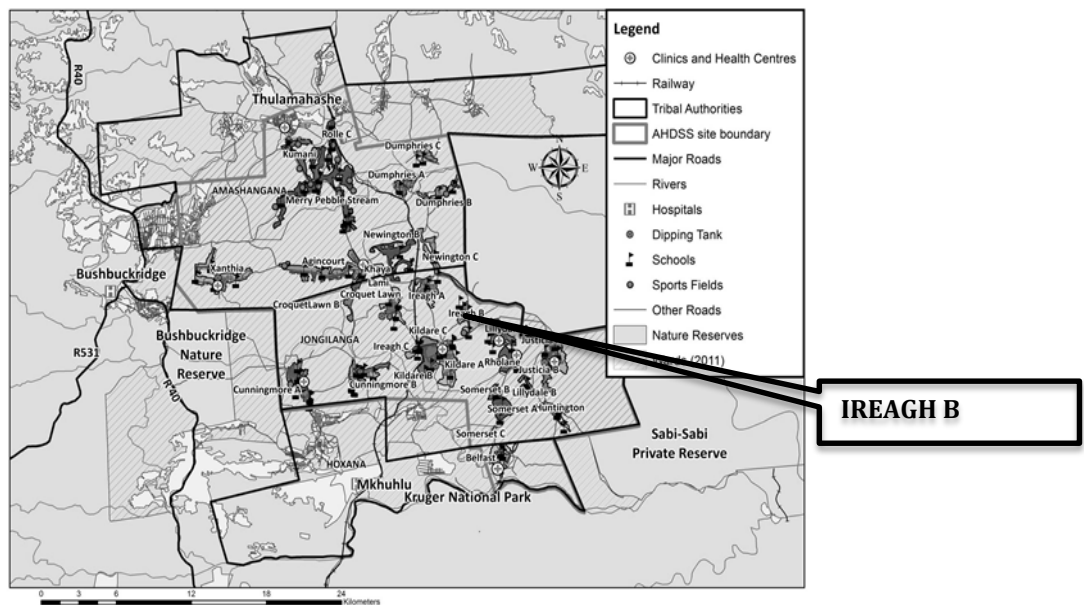 Legend
Clinics and Health Centres
Railway
Tribal Authorities
AHDSS site boundary
Major Roads
Rivers
Hospitals
Dipping Tank
Schools
Sports Fields
Other Roads
Nature Reserves
(2011)
R40
Thulamahashe
Rolle C
Kumani
Dumphries C
Dumphries A
AMASHANGANA
Merry Pebble Stream
Dumphries B
N
W E
S
Newington B
Newington C
Agincourt
Xanthia
Khaya
Lami
Bushbuckridge
Croquet Lawn
Ireagh A
CroquetLawn B
Ireagh B
Bushbuckridge
Nature
Reserve
JONGILANGA
Kildare C
R531
Ireagh C
Kildare A
Rholane
Justicia B
Kildare B
R40
Cunningmore A
Cunningmore B
Somerset B
Lillydale B
Somerset A
Huntington
Somerset C
Sabi-Sabi
Private Reserve
Belfast
HOXANA
Mkhuhlu
Kruger National Park
IREAGH B
0 3 6 12 18 24
Kilometers